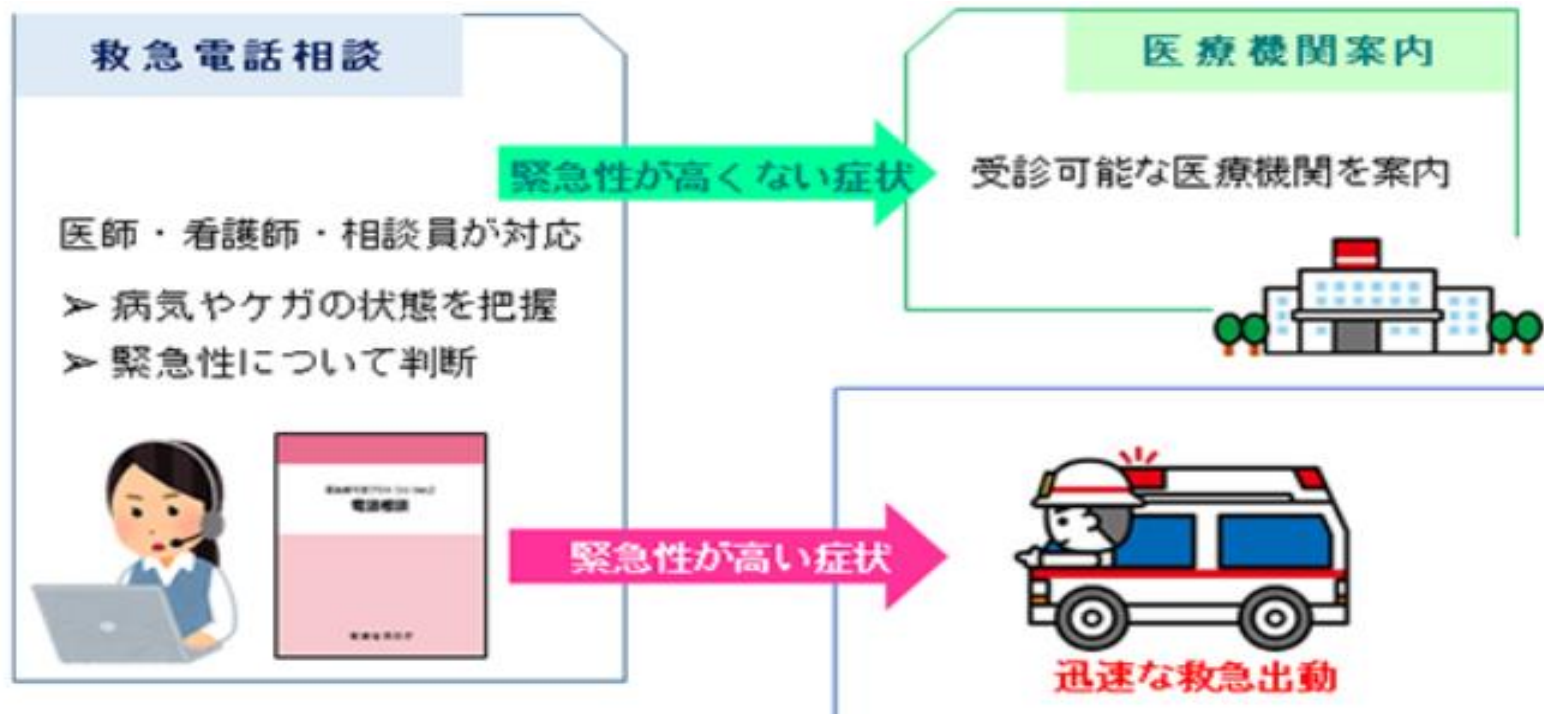 救急電話相談
医師・看護師・相談員が対応
➢ 病気やケガの状態を把握
➢ 緊急性について判断
電話相談
緊急性が高くない症状
医療機関案内
受診可能な医療機関を案内
緊急性が高い症状
迅速な救急出動